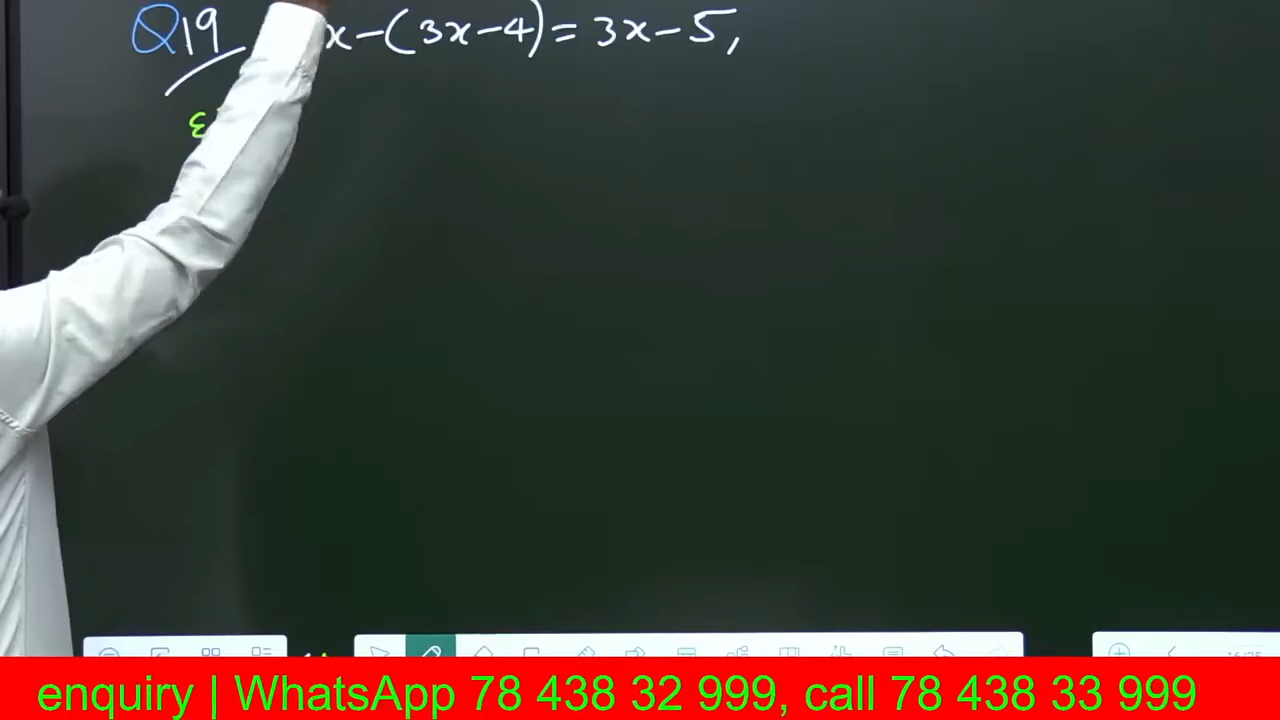 Q19 x-(3x-4)=3x-5,
enquiry | WhatsApp 78 438 32 999, call 78 438 33 999